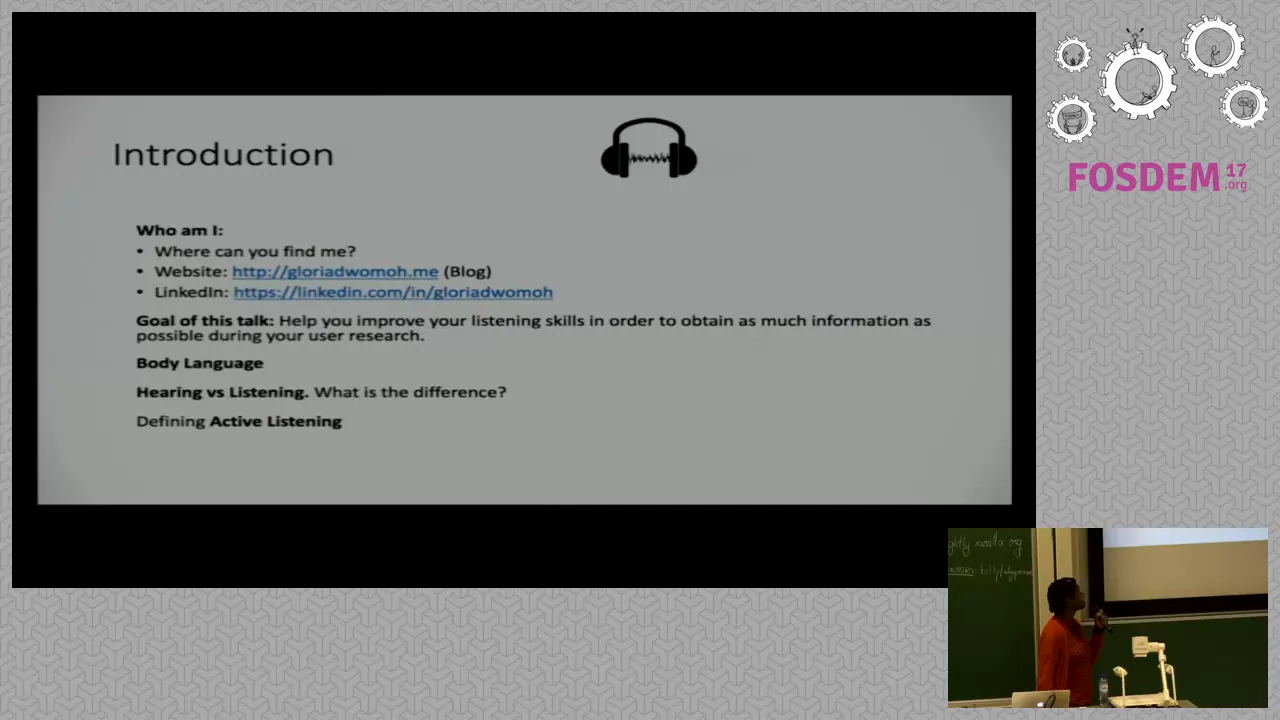 Introduction
Who am I:
• Where can you find me?
• Website: http://gloriadwomoh.me (Blog)
• LinkedIn: https://linkedin.com/in/gloriadwomoh
Goal of this talk: Help you improve your listening skills in order to obtain as much information as
possible during your user research.
Body Language
Hearing vs Listening. What is the difference?
Defining Active Listening
FOSDEM 17
.org